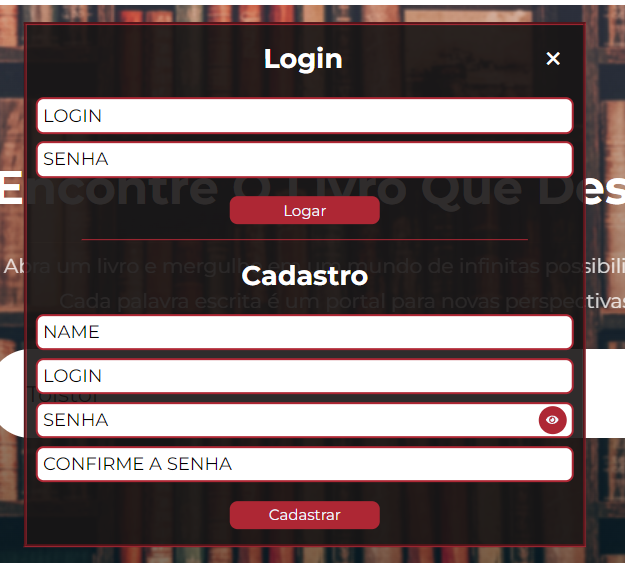 Login
×
LOGIN
SENHA
Encontre O Livro Que Des
Logar
Abra um livro e mergulhe em um mundo de infinitas possibili
Cadastro
Cada palavra escrita é um portal para novas perspectivas
NAME
LOGIN
Tolstoi
SENHA
CONFIRME A SENHA
Cadastrar